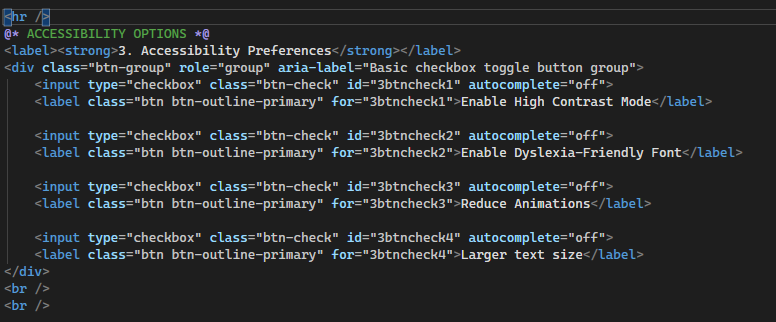 <hr />
@* ACCESSIBILITY OPTIONS *@
<label><strong>3. Accessibility Preferences</strong></label>
<div class="btn-group" role="group" aria-label="Basic checkbox toggle button group">
    <input type="checkbox" class="btn-check" id="3btncheck1" autocomplete="off">
    <label class="btn btn-outline-primary" for="3btncheck1">Enable High Contrast Mode</label>

    <input type="checkbox" class="btn-check" id="3btncheck2" autocomplete="off">
    <label class="btn btn-outline-primary" for="3btncheck2">Enable Dyslexia-Friendly Font</label>

    <input type="checkbox" class="btn-check" id="3btncheck3" autocomplete="off">
    <label class="btn btn-outline-primary" for="3btncheck3">Reduce Animations</label>

    <input type="checkbox" class="btn-check" id="3btncheck4" autocomplete="off">
    <label class="btn btn-outline-primary" for="3btncheck4">Larger text size</label>
</div>
<br />
<br />